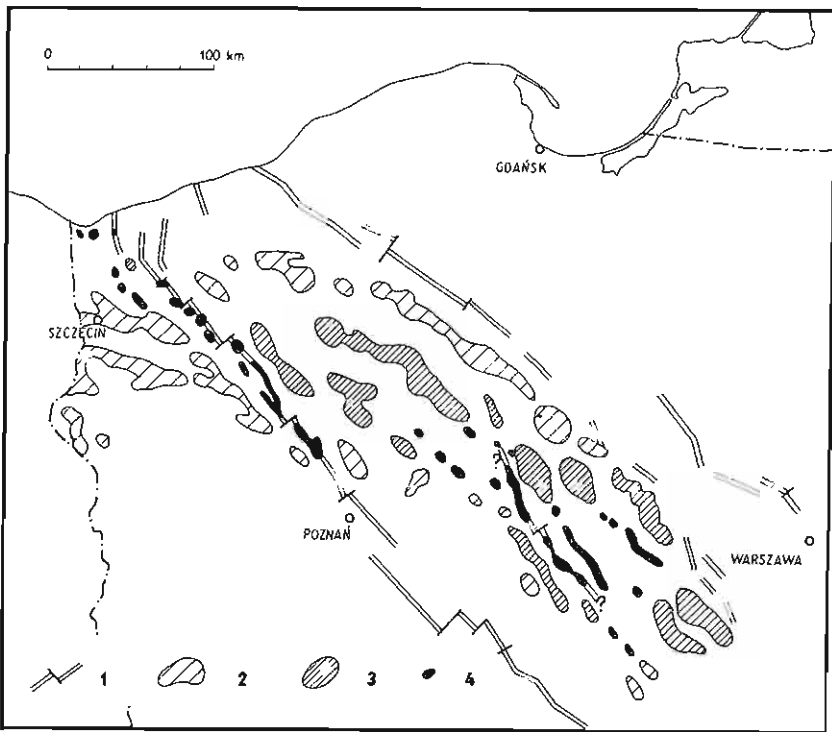 0 100 km
GDAŃSK
SZCZECIN
?
POZNAŃ
WARSZAWA
?
1 2 3 4